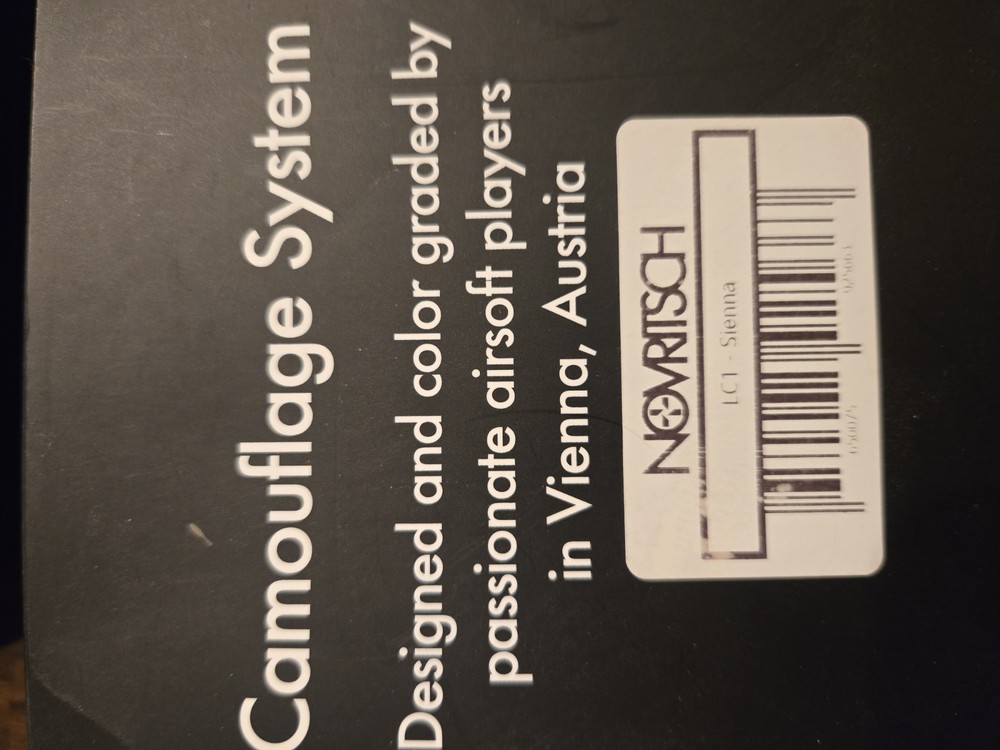 Camouflage System
Designed and color graded by
passionate airsoft players
in Vienna, Austria
NOVRITSCH
LC1 - Sienna